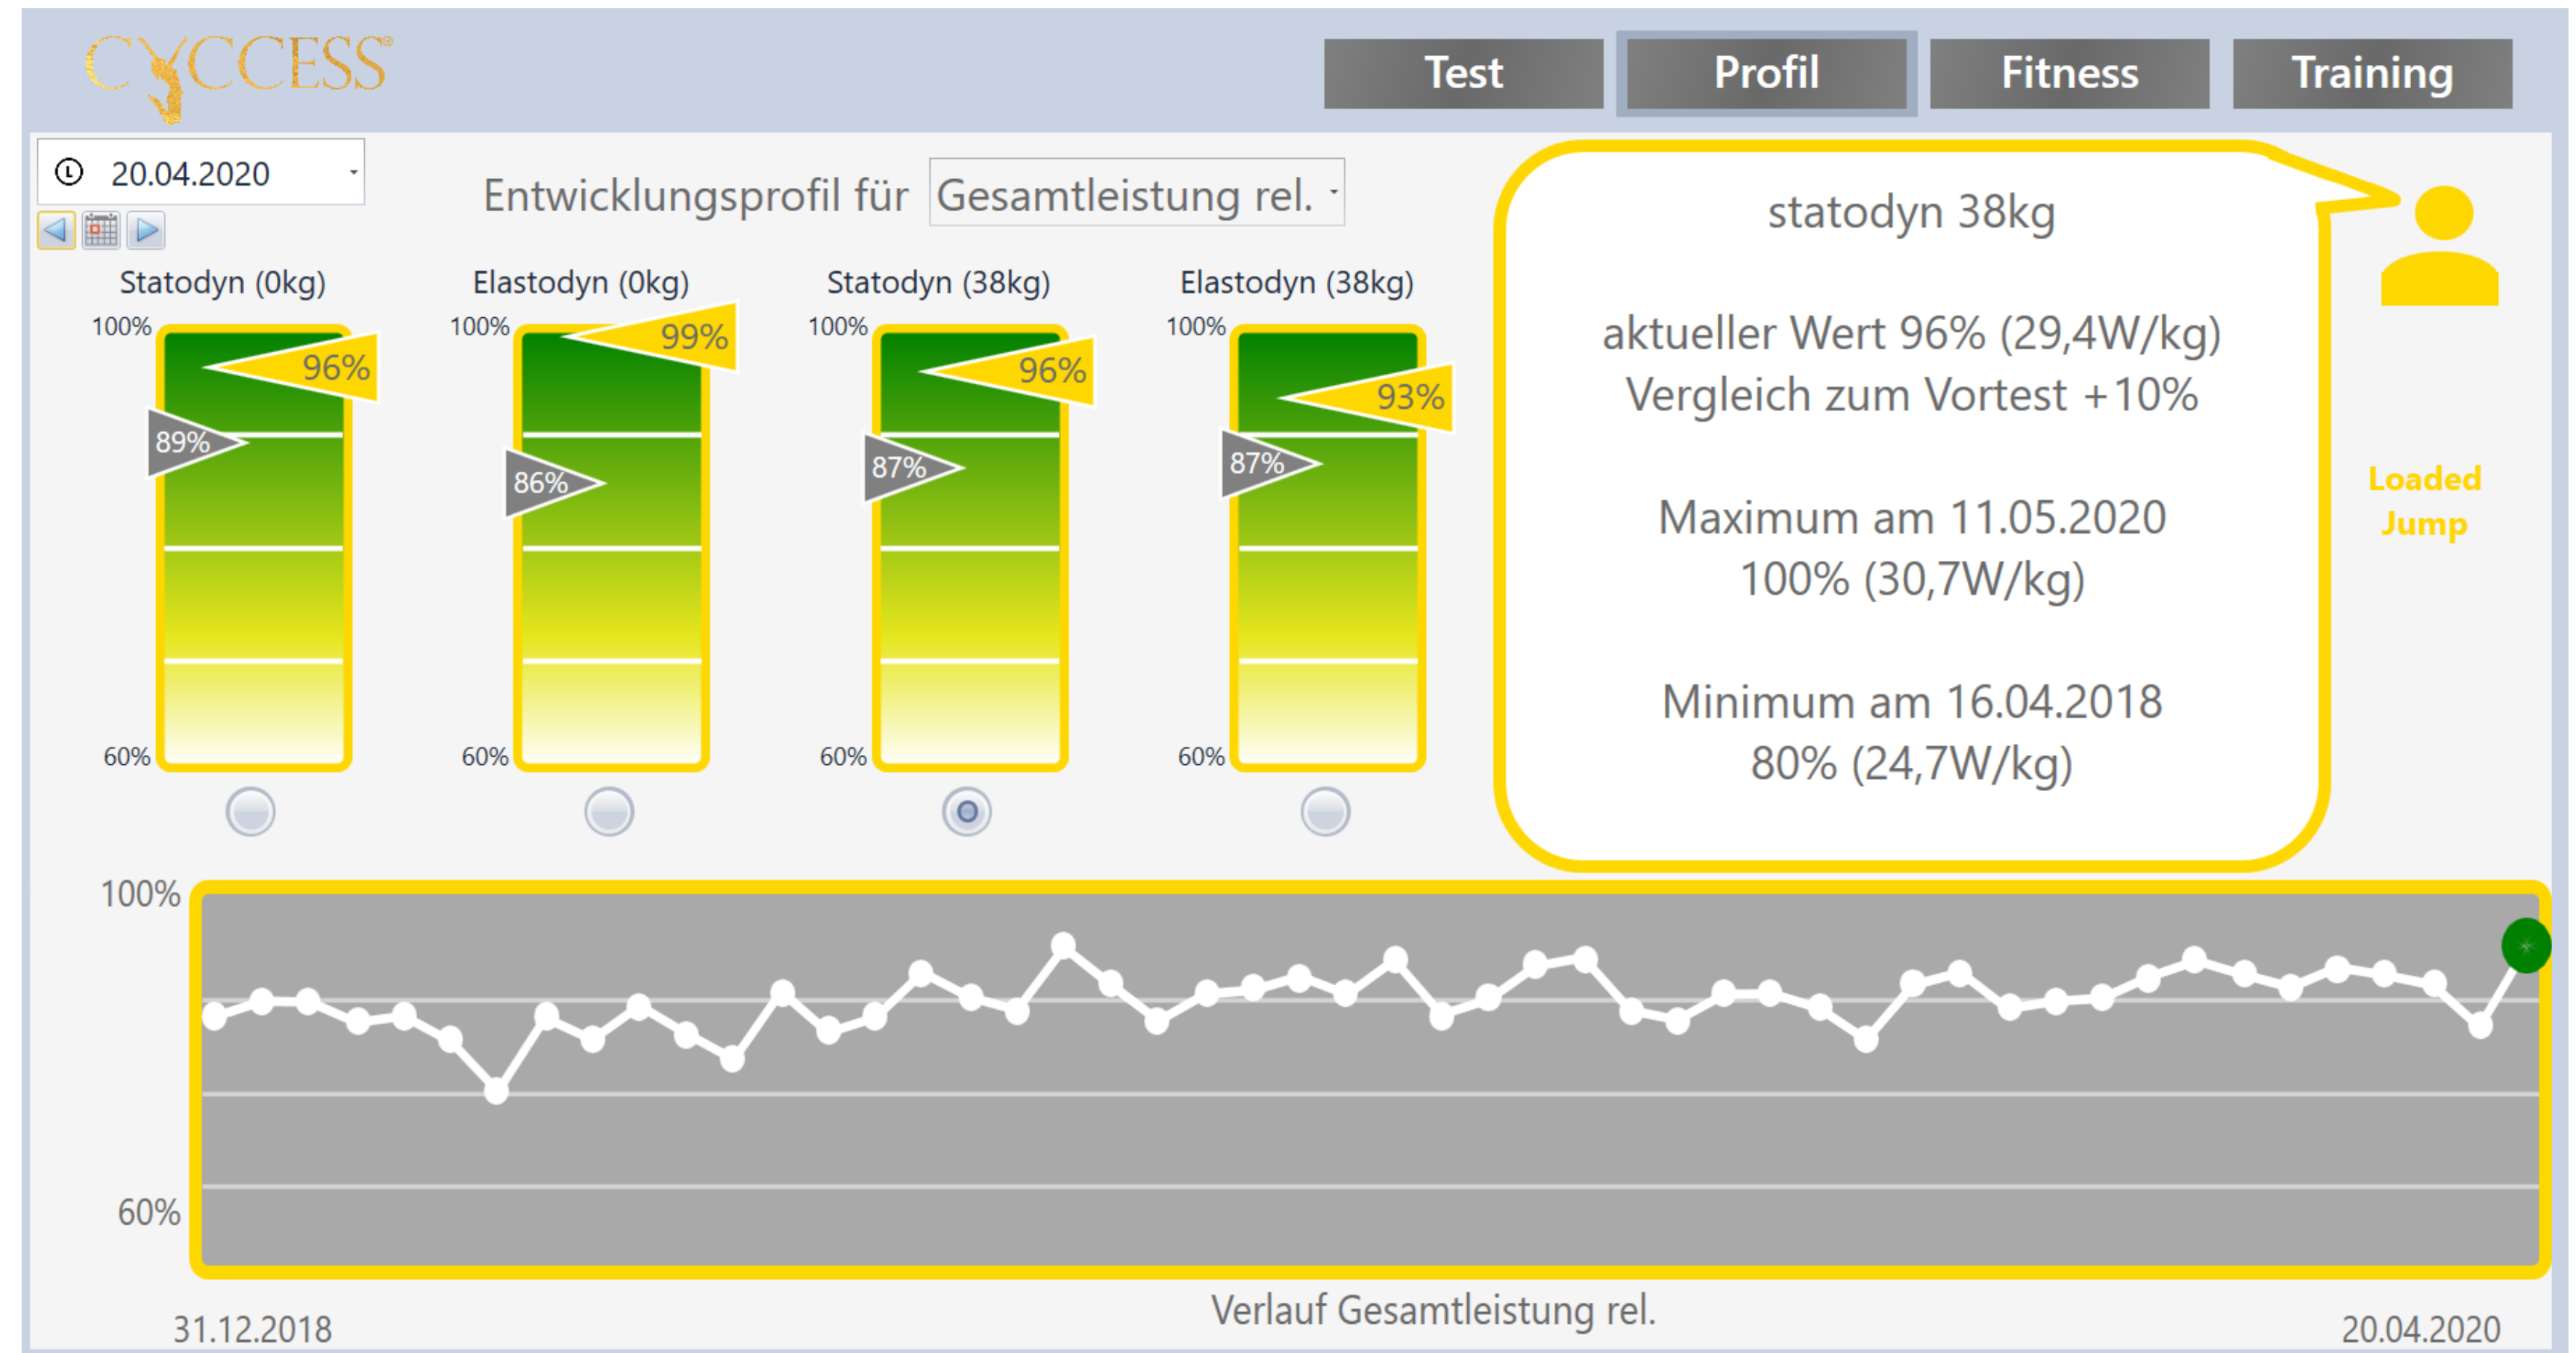 CYCCESS®
Test
Profil
Fitness
Training
20.04.2020
Entwicklungsprofil für Gesamtleistung rel.
Statodyn (0kg)
100%
96%
89%
60%
Elastodyn (0kg)
100%
99%
86%
60%
Statodyn (38kg)
100%
96%
87%
60%
Elastodyn (38kg)
100%
93%
87%
60%
statodyn 38kg
aktueller Wert 96% (29,4W/kg)
Vergleich zum Vortest +10%
Maximum am 11.05.2020
100% (30,7W/kg)
Minimum am 16.04.2018
80% (24,7W/kg)
Loaded
Jump
100%
60%
31.12.2018
Verlauf Gesamtleistung rel.
20.04.2020